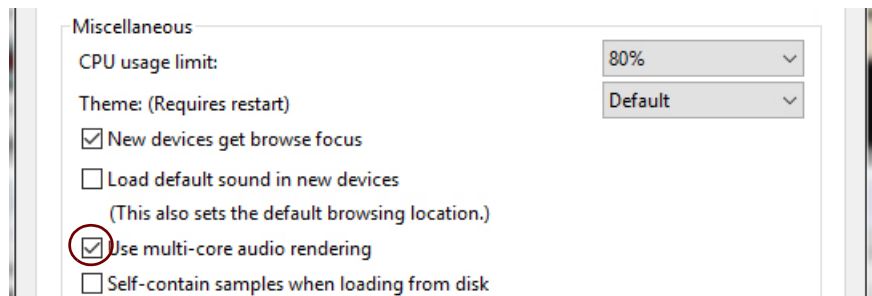 Miscellaneous
CPU usage limit: 80%
Theme: (Requires restart) Default
New devices get browse focus
Load default sound in new devices
(This also sets the default browsing location.)
Use multi-core audio rendering
Self-contain samples when loading from disk